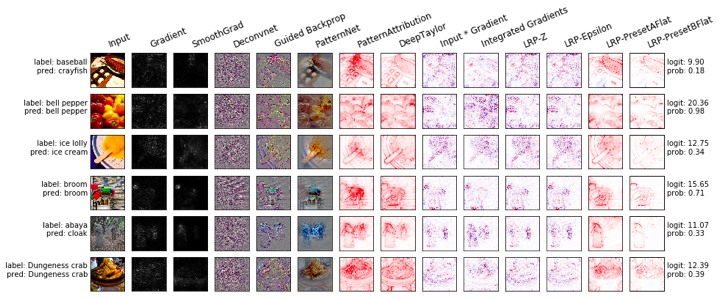 Input
Gradient
SmoothGrad
Deconvnet
Guided Backprop
PatternNet
PatternAttribution
DeepTaylor
Input * Gradient
Integrated Gradients
LRP-Z
LRP-Epsilon
LRP-PresetAFlat
LRP-PresetBFlat
label: baseball
pred: crayfish
logit: 9.90
prob: 0.18
label: bell pepper
pred: bell pepper
logit: 20.36
prob: 0.98
label: ice lolly
pred: ice cream
logit: 12.75
prob: 0.34
label: broom
pred: broom
logit: 15.65
prob: 0.71
label: abaya
pred: cloak
logit: 11.07
prob: 0.33
label: Dungeness crab
pred: Dungeness crab
logit: 12.39
prob: 0.39